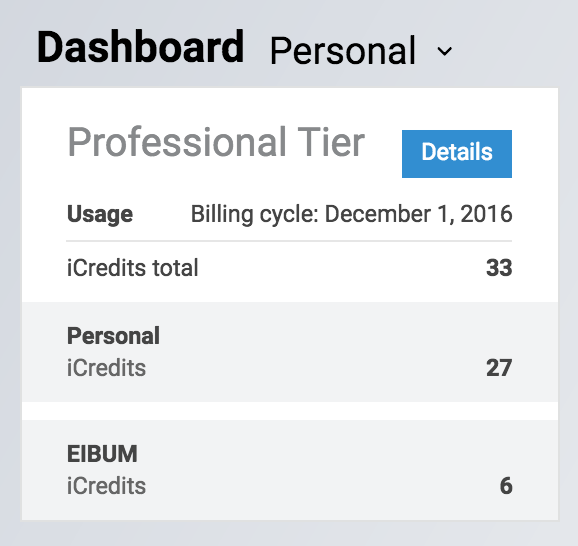 Dashboard Personal
Professional Tier Details
Usage Billing cycle: December 1, 2016
iCredits total 33
Personal
iCredits 27
EIBUM
iCredits 6